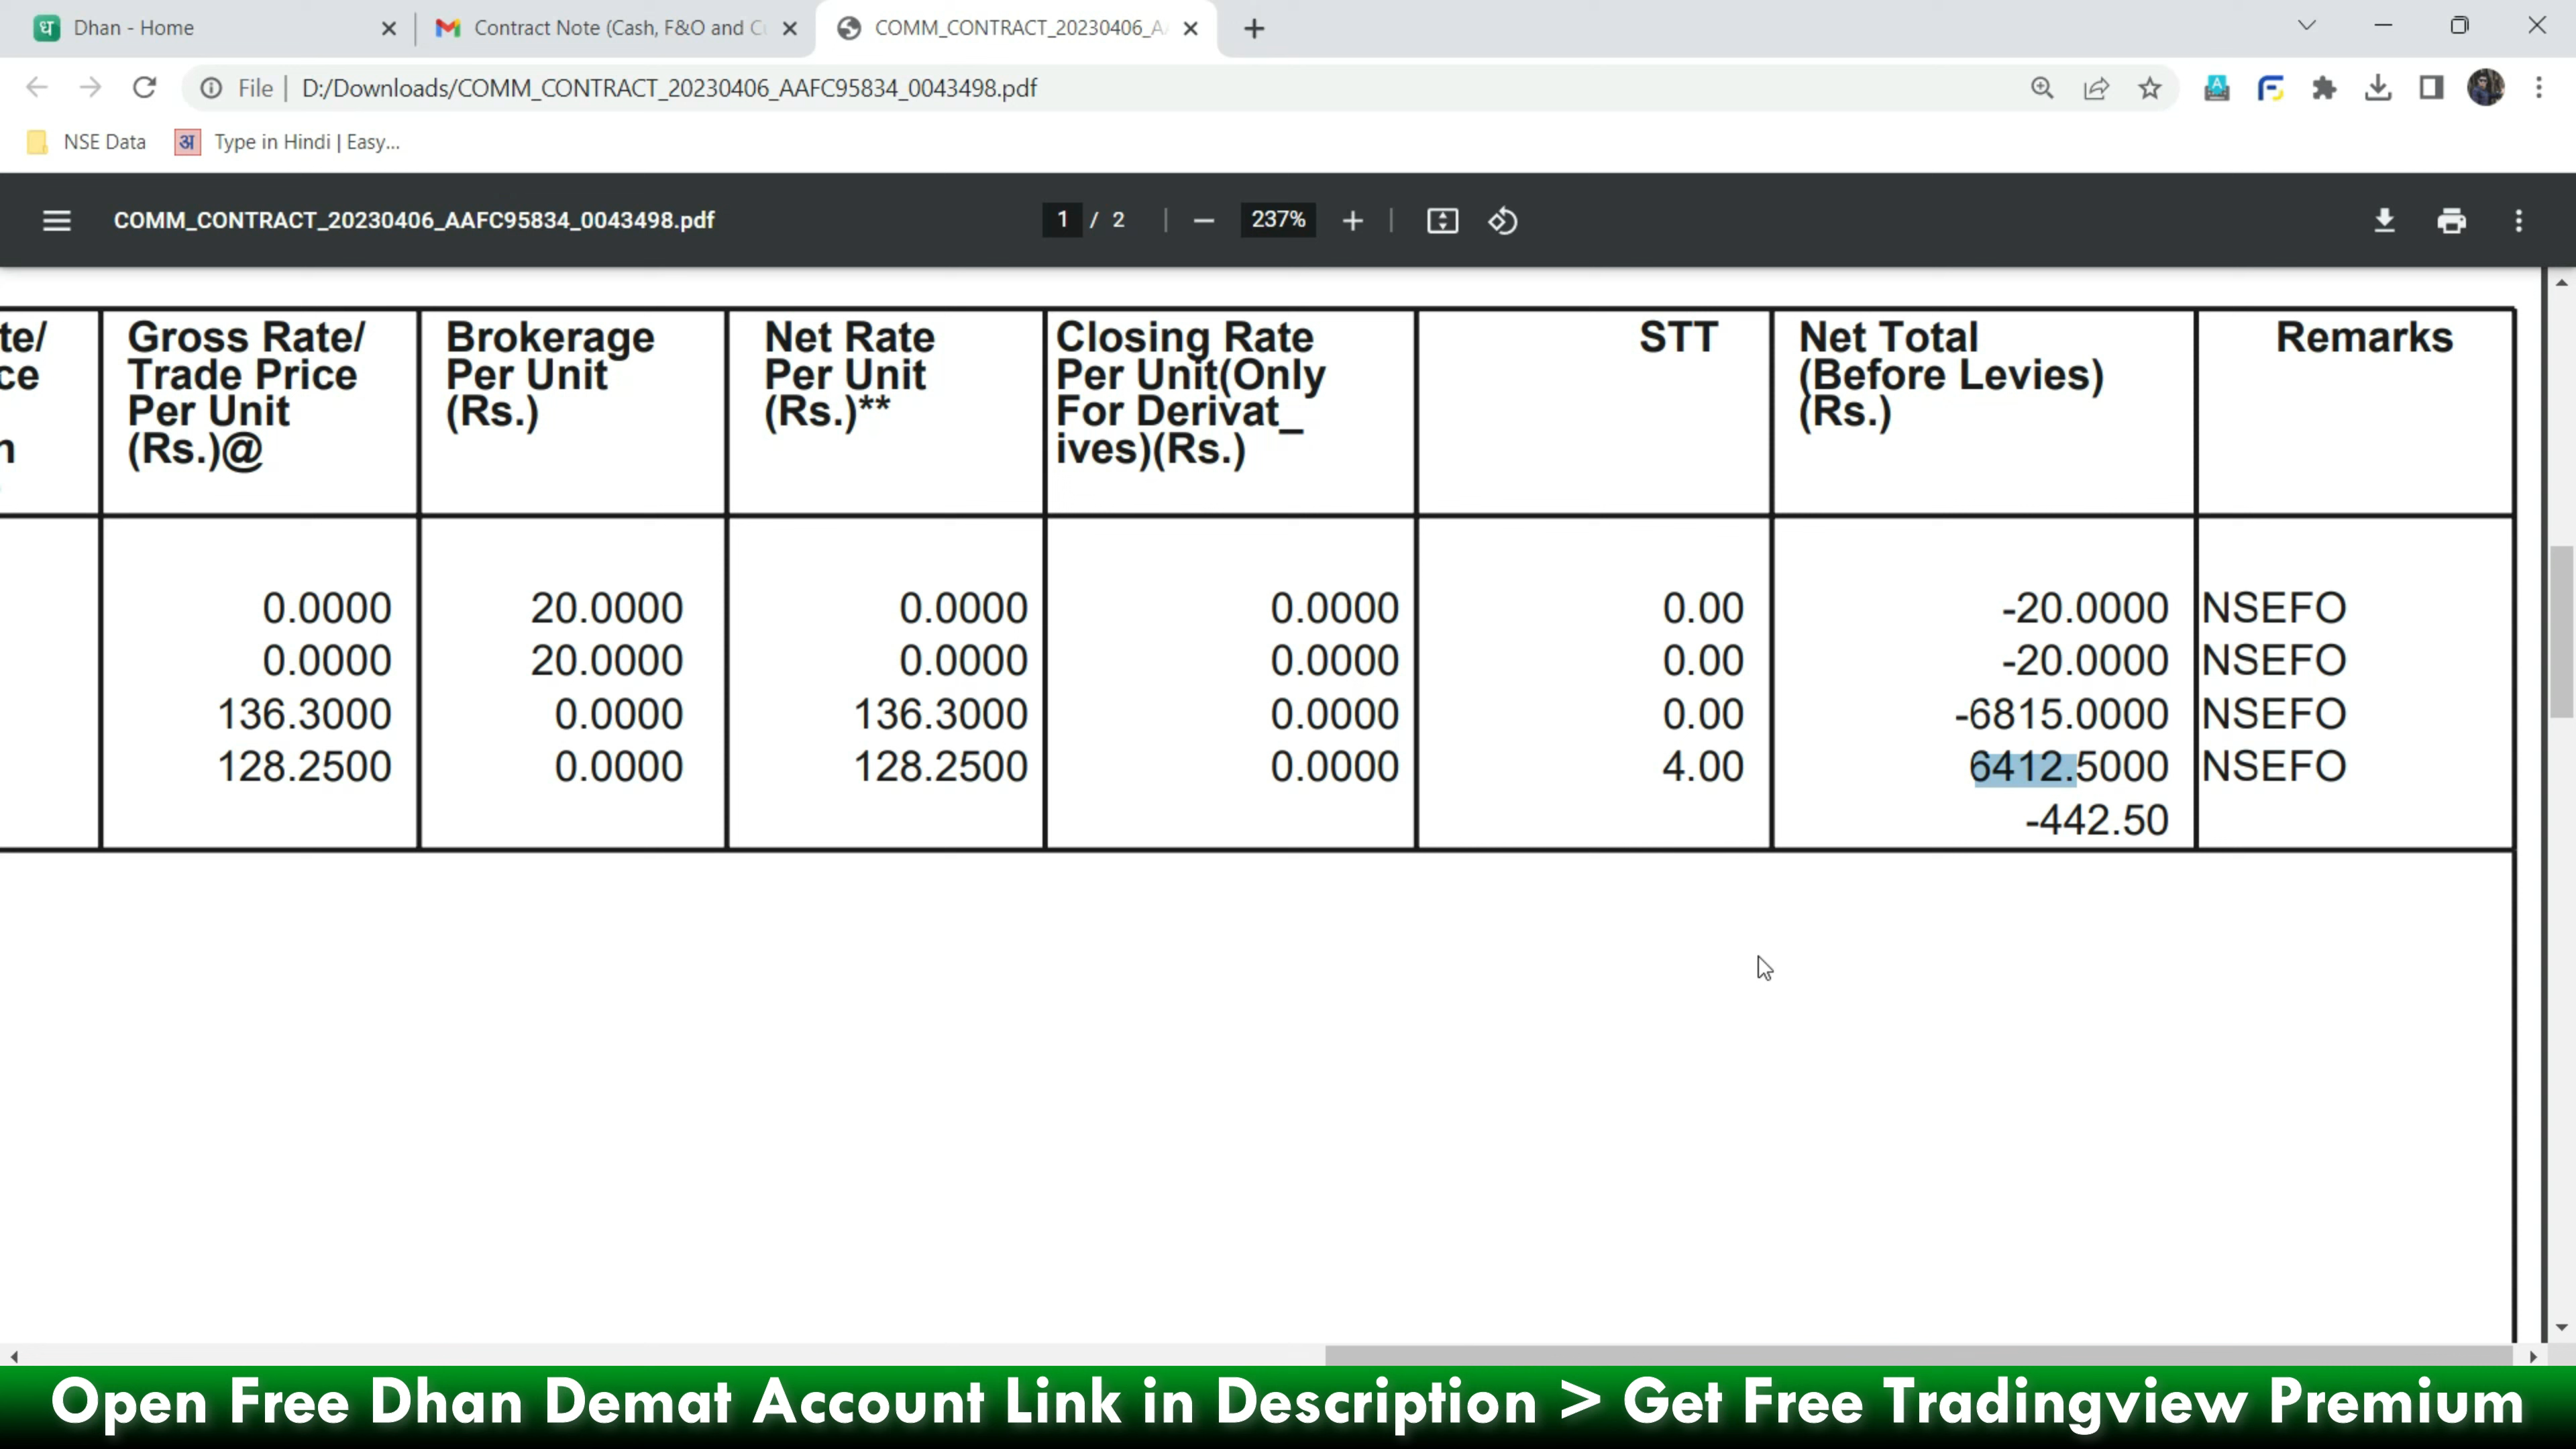 ध Dhan - Home
Contract Note (Cash, F&O and C
COMM_CONTRACT_20230406_A
File | D:/Downloads/COMM_CONTRACT_20230406_AAFC95834_0043498.pdf
NSE Data अ Type in Hindi | Easy...
COMM_CONTRACT_20230406_AAFC95834_0043498.pdf 1 / 2 237%
te/ Gross Rate/ Brokerage Net Rate Closing Rate STT Net Total Remarks
ce Trade Price Per Unit Per Unit Per Unit(Only (Before Levies)
Per Unit (Rs.) (Rs.)** For Derivat_ (Rs.)
n (Rs.)@ ives)(Rs.)
0.0000 20.0000 0.0000 0.0000 0.00 -20.0000 NSEFO
0.0000 20.0000 0.0000 0.0000 0.00 -20.0000 NSEFO
136.3000 0.0000 136.3000 0.0000 0.00 -6815.0000 NSEFO
128.2500 0.0000 128.2500 0.0000 4.00 6412.5000 NSEFO
-442.50
Open Free Dhan Demat Account Link in Description > Get Free Tradingview Premium